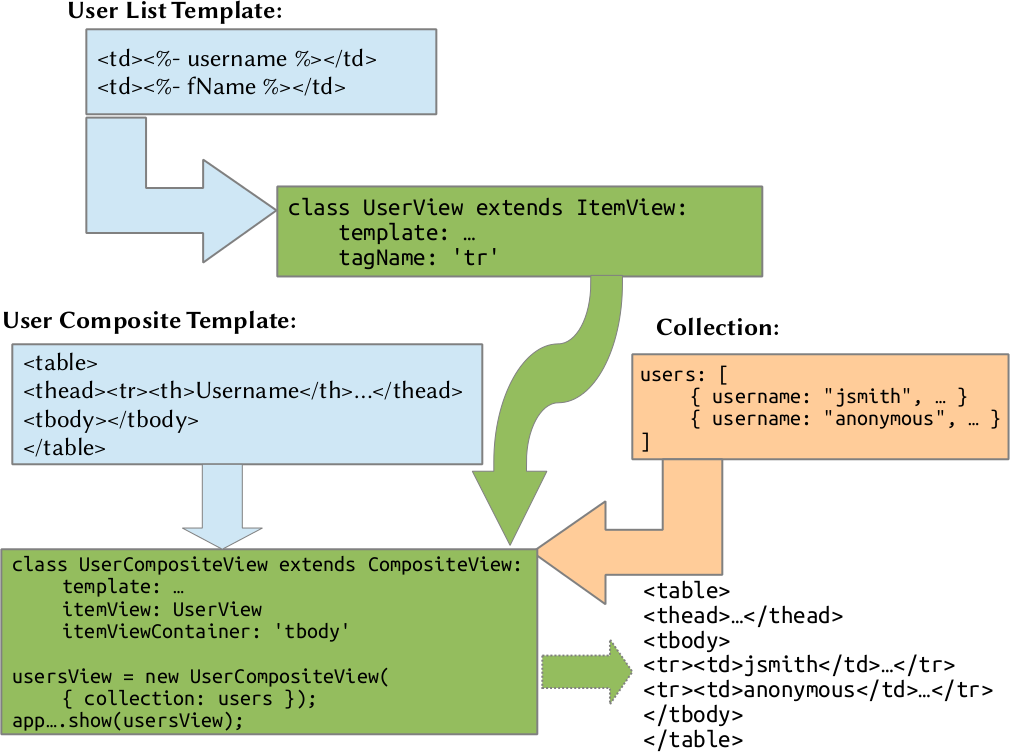 User List Template:
<td><%- username %></td>
<td><%- fName %></td>
class UserView extends ItemView:
    template: …
    tagName: 'tr'
User Composite Template:
<table>
<thead><tr><th>Username</th>...</thead>
<tbody></tbody>
</table>
Collection:
users: [
    { username: "jsmith", … }
    { username: "anonymous", … }
]
class UserCompositeView extends CompositeView:
    template: …
    itemView: UserView
    itemViewContainer: 'tbody'
usersView = new UserCompositeView(
    { collection: users });
app….show(usersView);
<table>
<thead>…</thead>
<tbody>
<tr><td>jsmith</td>…</tr>
<tr><td>anonymous</td>…</tr>
</tbody>
</table>